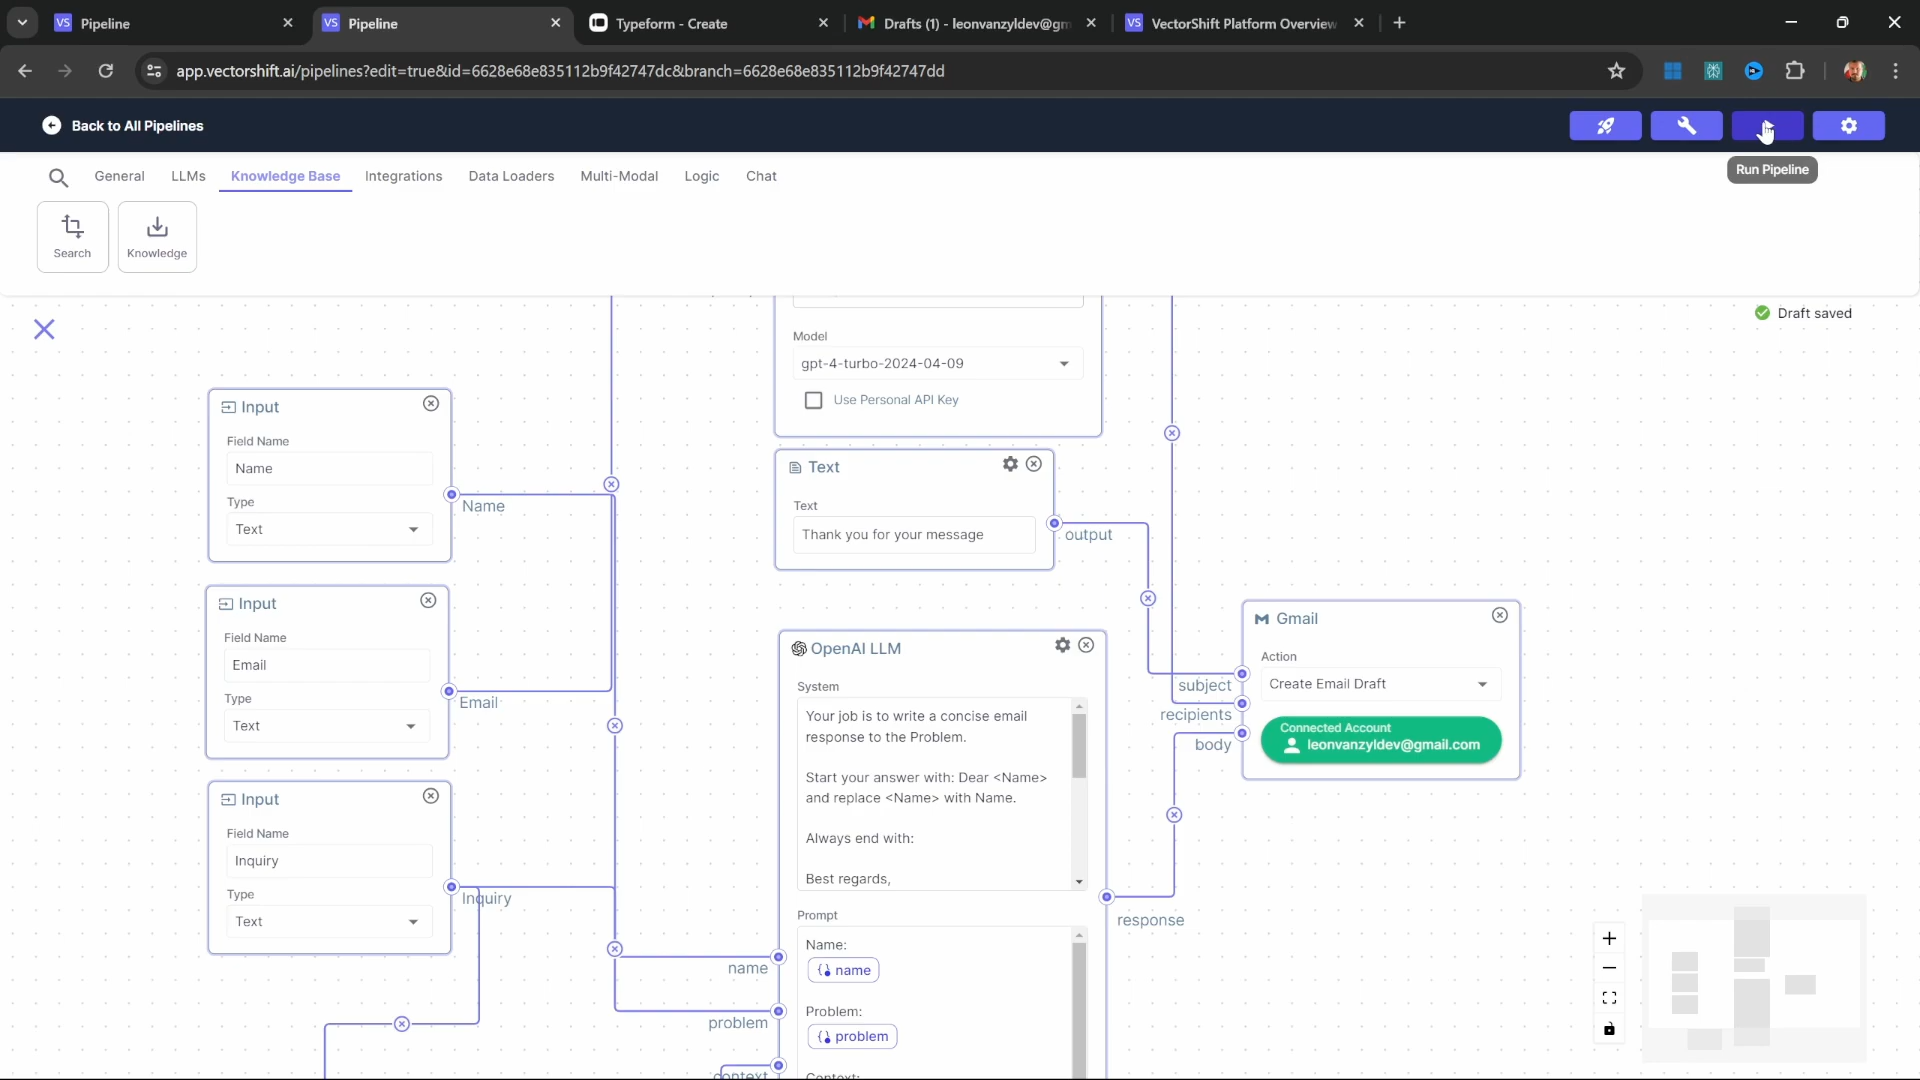 VS Pipeline
VS Pipeline
Typeform - Create
Drafts (1) - leonvanzyldev@gm
VS VectorShift Platform Overview
app.vectorshift.ai/pipelines?edit=true&id=6628e68e835112b9f42747dc&branch=6628e68e835112b9f42747dd
Back to All Pipelines
Run Pipeline
General
LLMs
Knowledge Base
Integrations
Data Loaders
Multi-Modal
Logic
Chat
Search
Knowledge
Draft saved
Model
gpt-4-turbo-2024-04-09
Use Personal API Key
Input
Field Name
Name
Type
Text
Name
Text
Text
Thank you for your message
output
Input
Field Name
Email
Type
Text
Email
Input
Field Name
Inquiry
Type
Text
Inquiry
OpenAI LLM
System
Your job is to write a concise email
response to the Problem.
Start your answer with: Dear <Name>
and replace <Name> with Name.
Always end with:
Best regards,
Prompt
Name:
name
Problem:
problem
Context:
name
problem
context
response
Gmail
Action
Create Email Draft
Connected Account
leonvanzyldev@gmail.com
subject
recipients
body